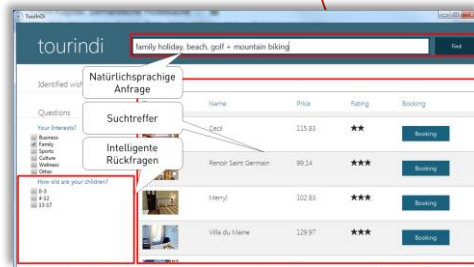 TourInDi
tourindi
family holiday, beach, golf + mountain biking
Find
Natürlichsprachige
Anfrage
Identified wis
Name
Price
Rating
Booking
Suchtreffer
Questions
Your Interests?
Business
Family
Sports
Culture
Wellness
Other
Intelligente
Rückfragen
How old are your children?
0-3
4-12
13-17
Cecil
115.83
★★
Booking
Renoir Saint Germain
99.14
★★★
Booking
Merryl
102.83
★★★
Booking
Villa du Maine
129.97
★★★
Booking